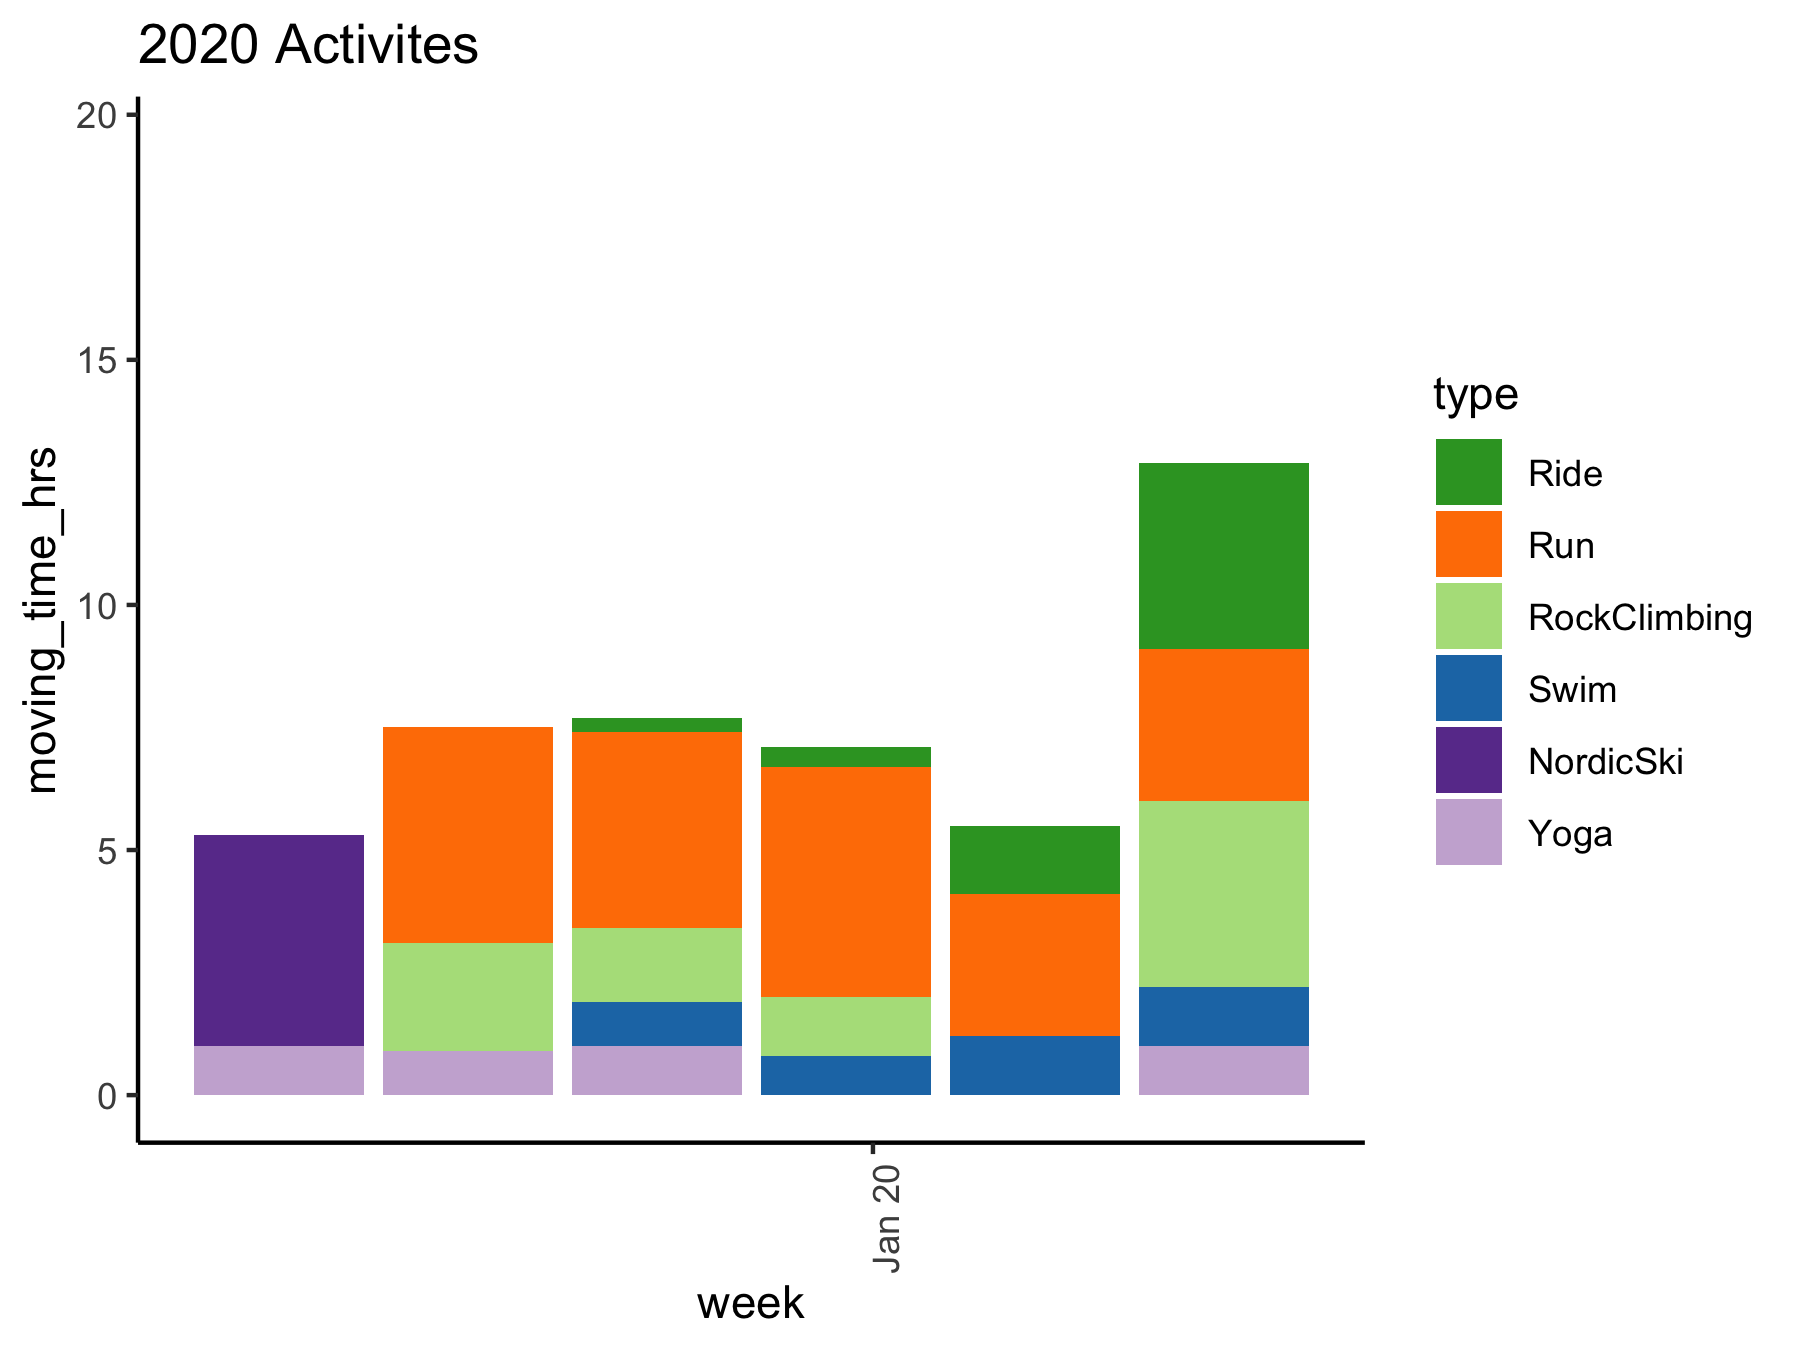 2020 Activites
moving_time_hrs
20
15
10
5
0
Jan 20
week
type
Ride
Run
RockClimbing
Swim
NordicSki
Yoga